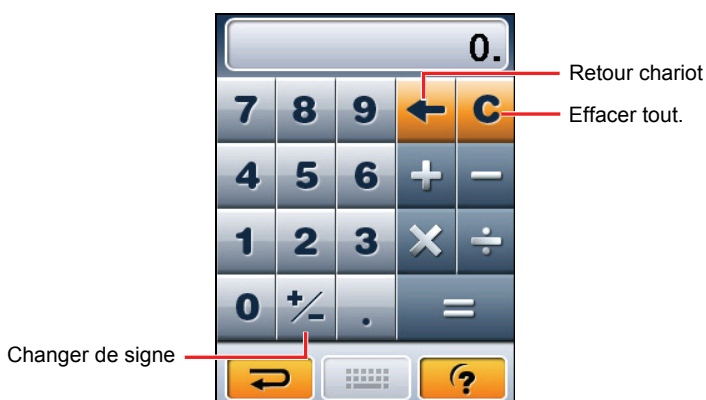 0.
Retour chariot
7 8 9 ← C
Effacer tout.
4 5 6 + −
1 2 3 × ÷
0 +/− . =
Changer de signe
?